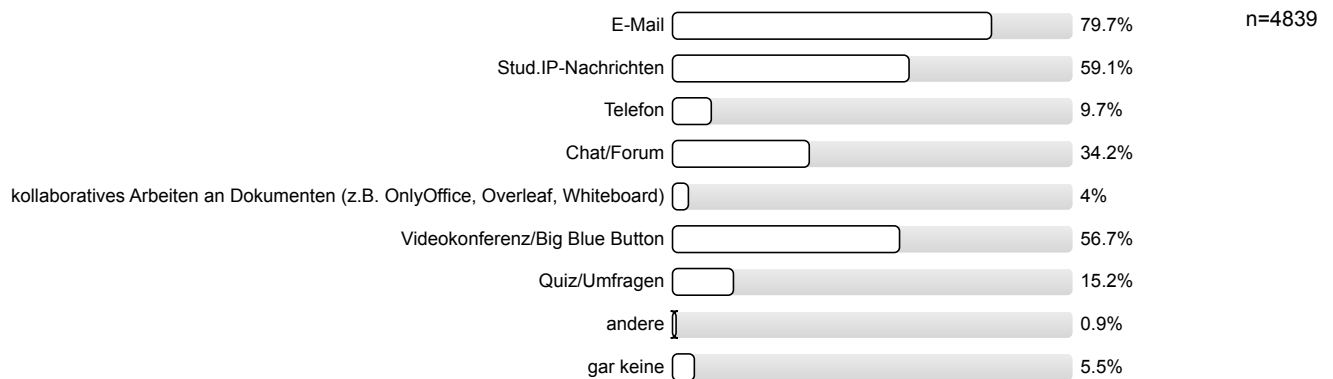 E-Mail 79.7% n=4839
Stud.IP-Nachrichten 59.1%
Telefon 9.7%
Chat/Forum 34.2%
kollaboratives Arbeiten an Dokumenten (z.B. OnlyOffice, Overleaf, Whiteboard) 4%
Videokonferenz/Big Blue Button 56.7%
Quiz/Umfragen 15.2%
andere 0.9%
gar keine 5.5%